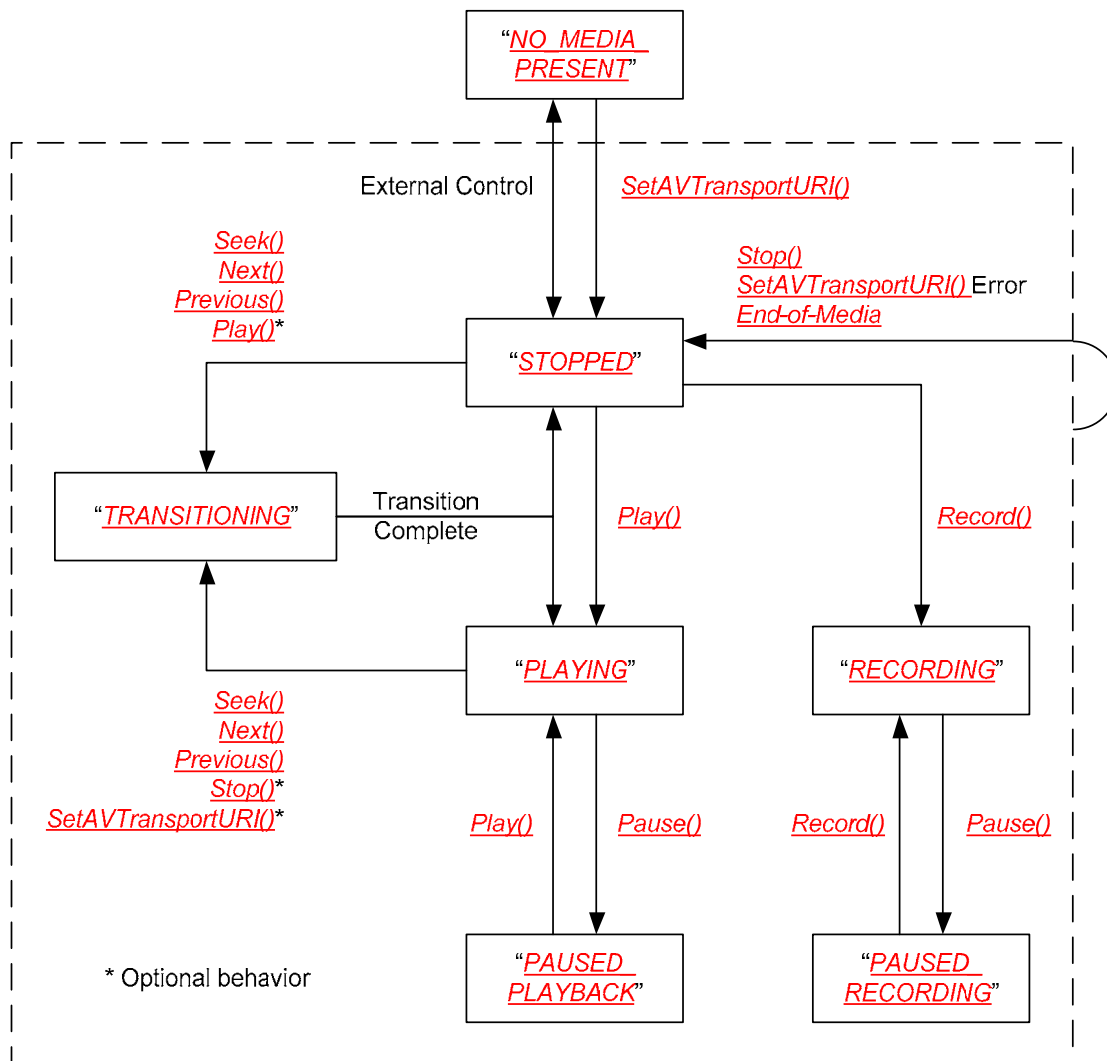 “NO_MEDIA_
PRESENT”
External Control
SetAVTransportURI()
Seek()
Next()
Previous()
Play()*
Stop()
SetAVTransportURI() Error
End-of-Media
“STOPPED”
“TRANSITIONING”
Transition
Complete
Play()
Record()
“PLAYING”
“RECORDING”
Seek()
Next()
Previous()
Stop()*
SetAVTransportURI()*
Play()
Pause()
Record()
Pause()
* Optional behavior
“PAUSED_
PLAYBACK”
“PAUSED_
RECORDING”